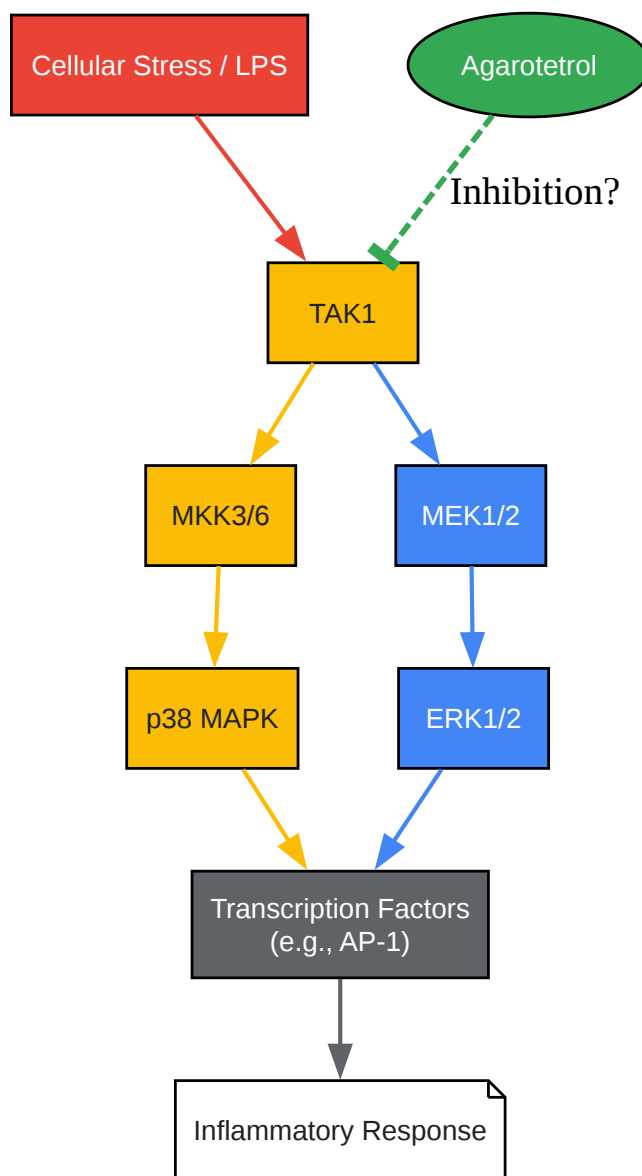 Cellular Stress / LPS
Agarotetrol
Inhibition?
TAK1
MKK3/6
MEK1/2
p38 MAPK
ERK1/2
Transcription Factors
(e.g., AP-1)
Inflammatory Response